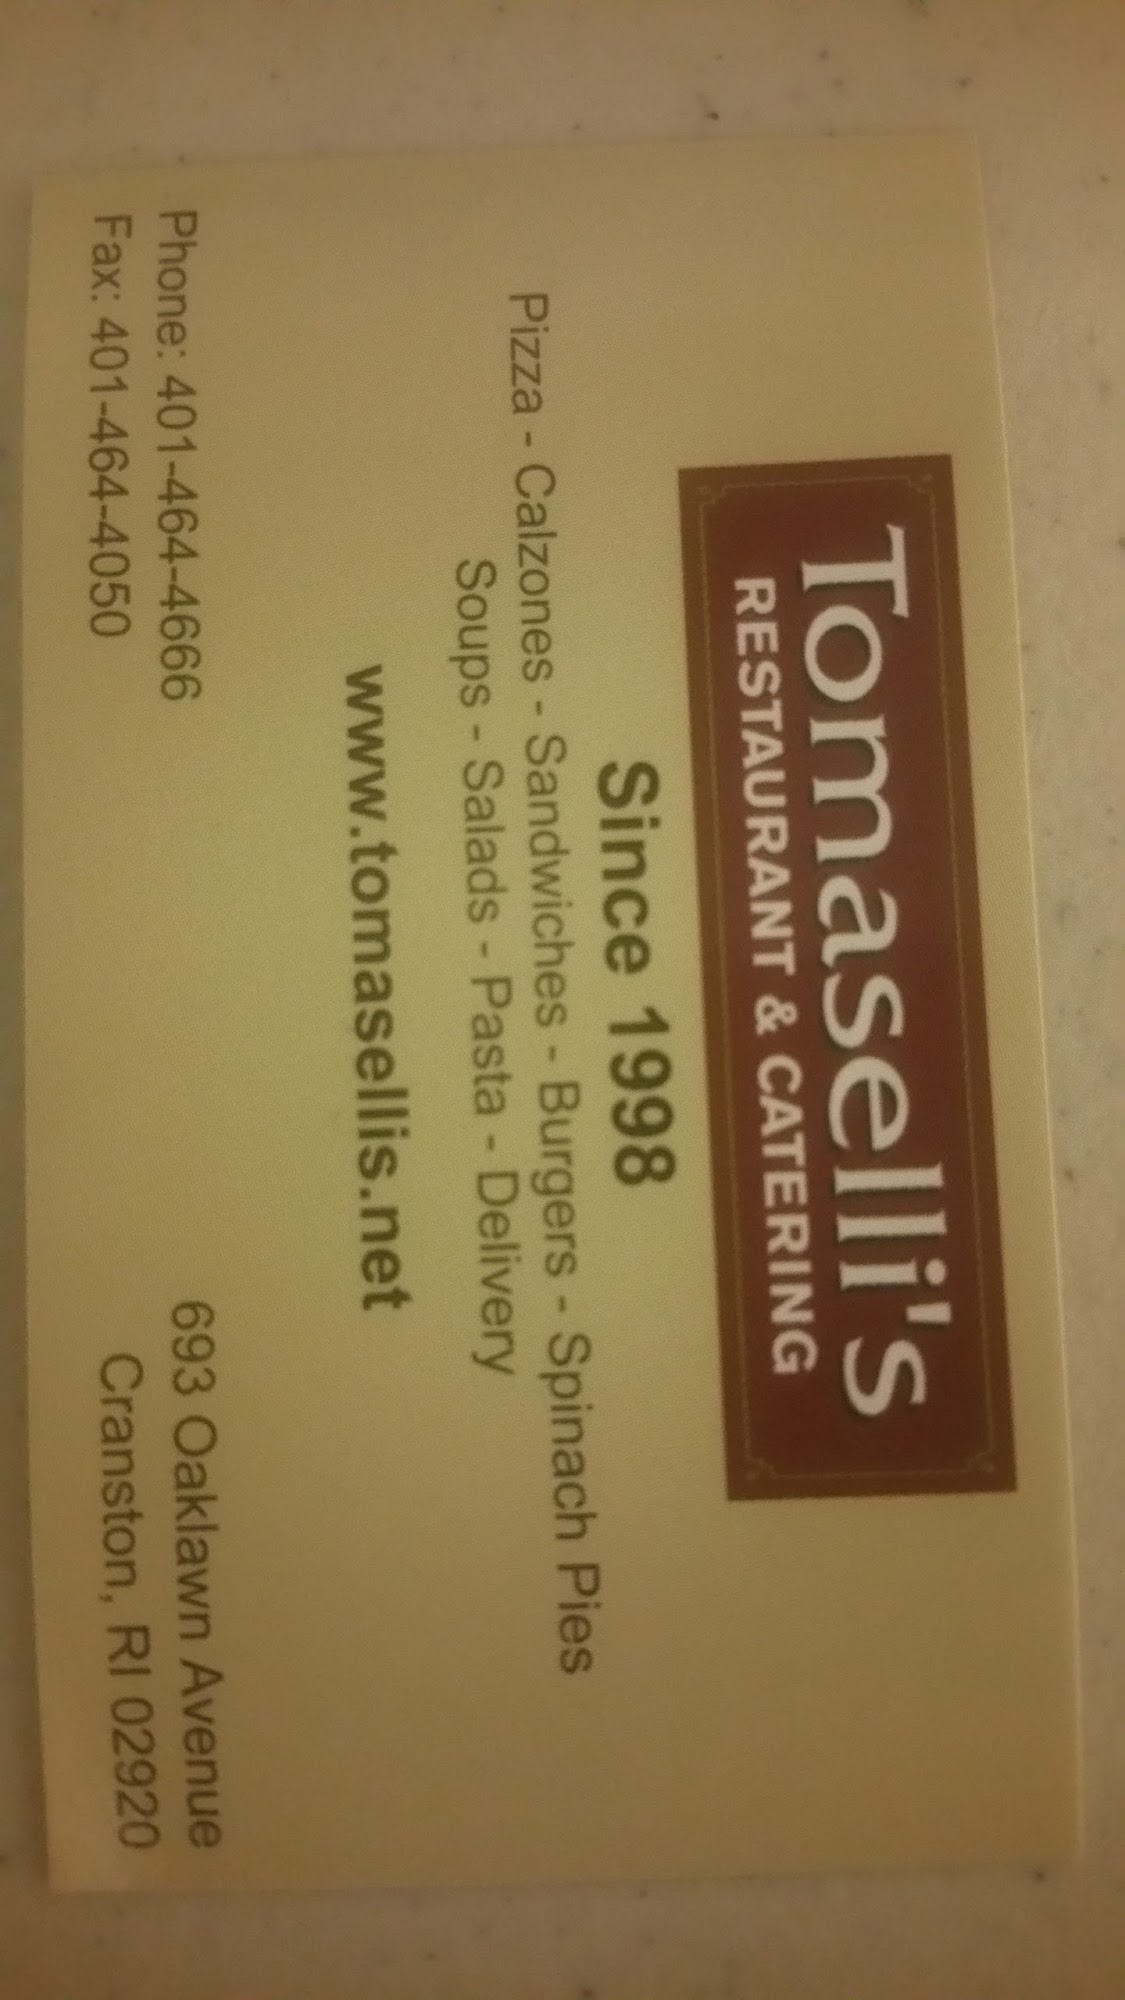 Tomaselli's
RESTAURANT & CATERING
Since 1998
Pizza - Calzones - Sandwiches - Burgers - Spinach Pies
Soups - Salads - Pasta - Delivery
www.tomasellis.net
Phone: 401-464-4666
Fax: 401-464-4050
693 Oaklawn Avenue
Cranston, RI 02920